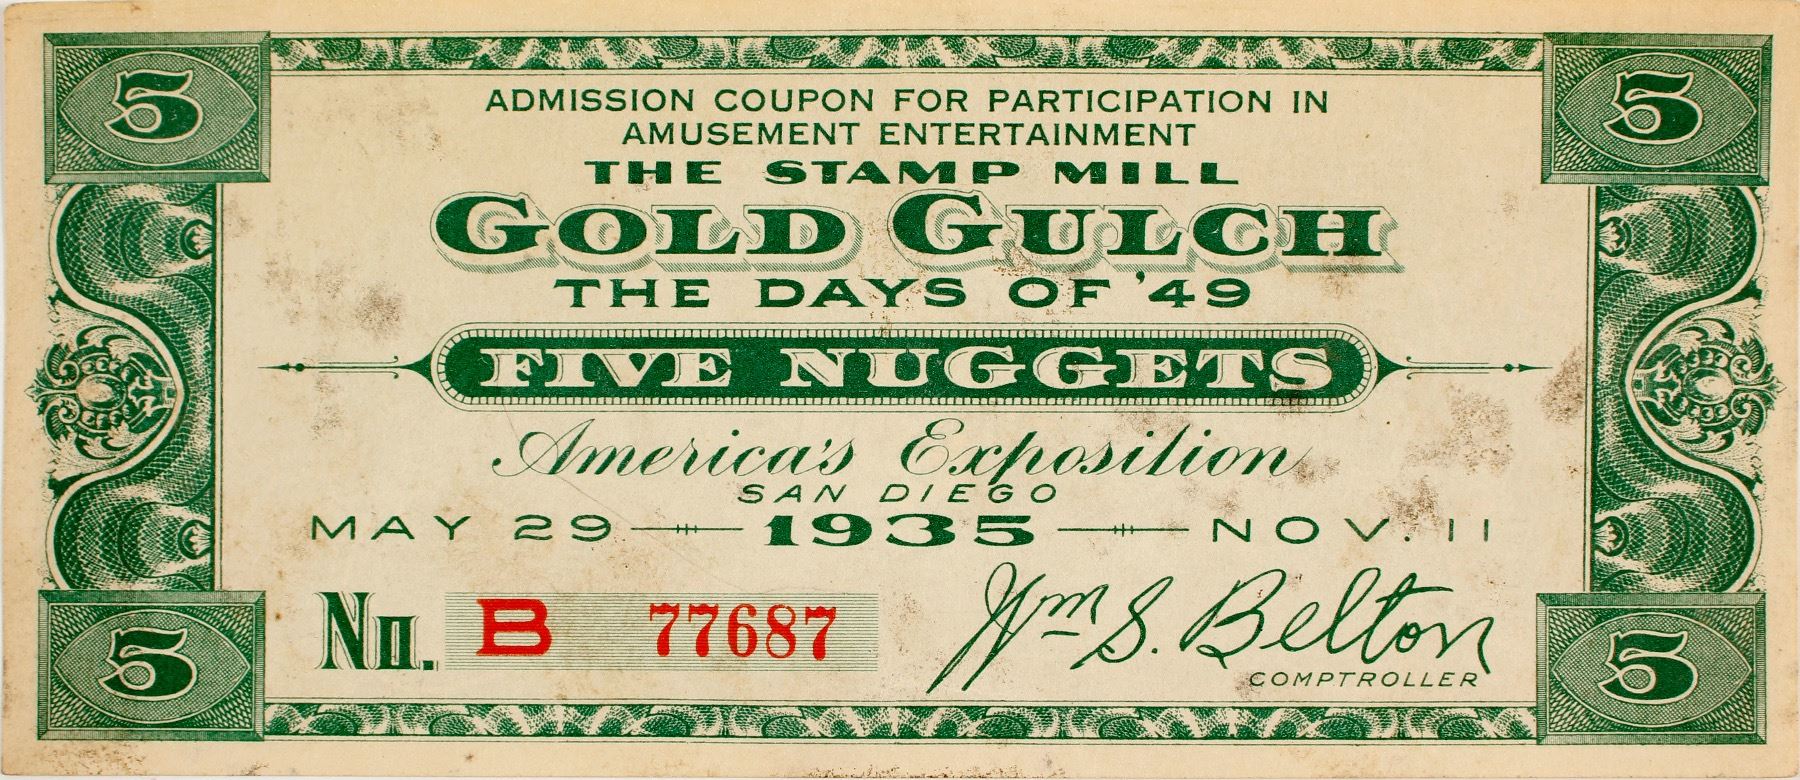 5 5
ADMISSION COUPON FOR PARTICIPATION IN
AMUSEMENT ENTERTAINMENT
THE STAMP MILL
GOLD GULCH
THE DAYS OF '49
FIVE NUGGETS
America's Exposition
SAN DIEGO
MAY 29 1935 NOV. 11
No. B 77687
Wm S. Belton
COMPTROLLER
5 5